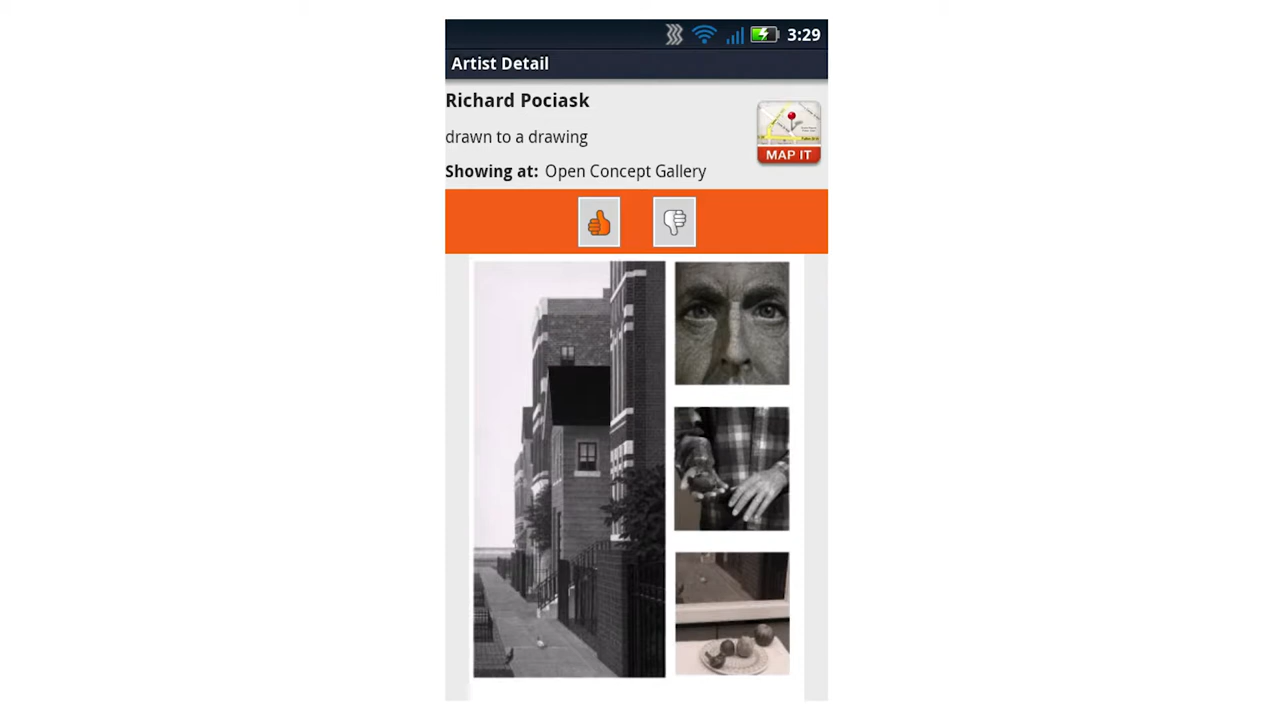 3:29
Artist Detail
Richard Pociask
drawn to a drawing
MAP IT
Showing at: Open Concept Gallery